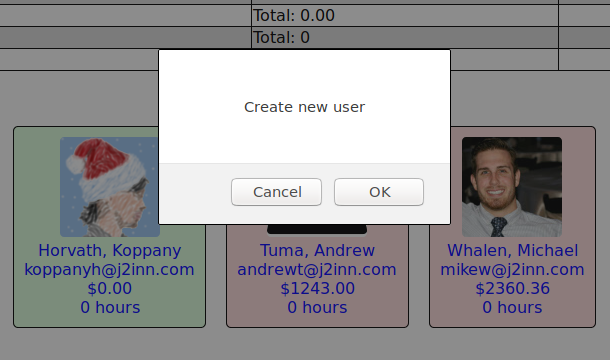 Total: 0.00
Total: 0
Create new user
Cancel OK
Horvath, Koppany
koppanyh@j2inn.com
$0.00
0 hours
Tuma, Andrew
andrewt@j2inn.com
$1243.00
0 hours
Whalen, Michael
mikew@j2inn.com
$2360.36
0 hours